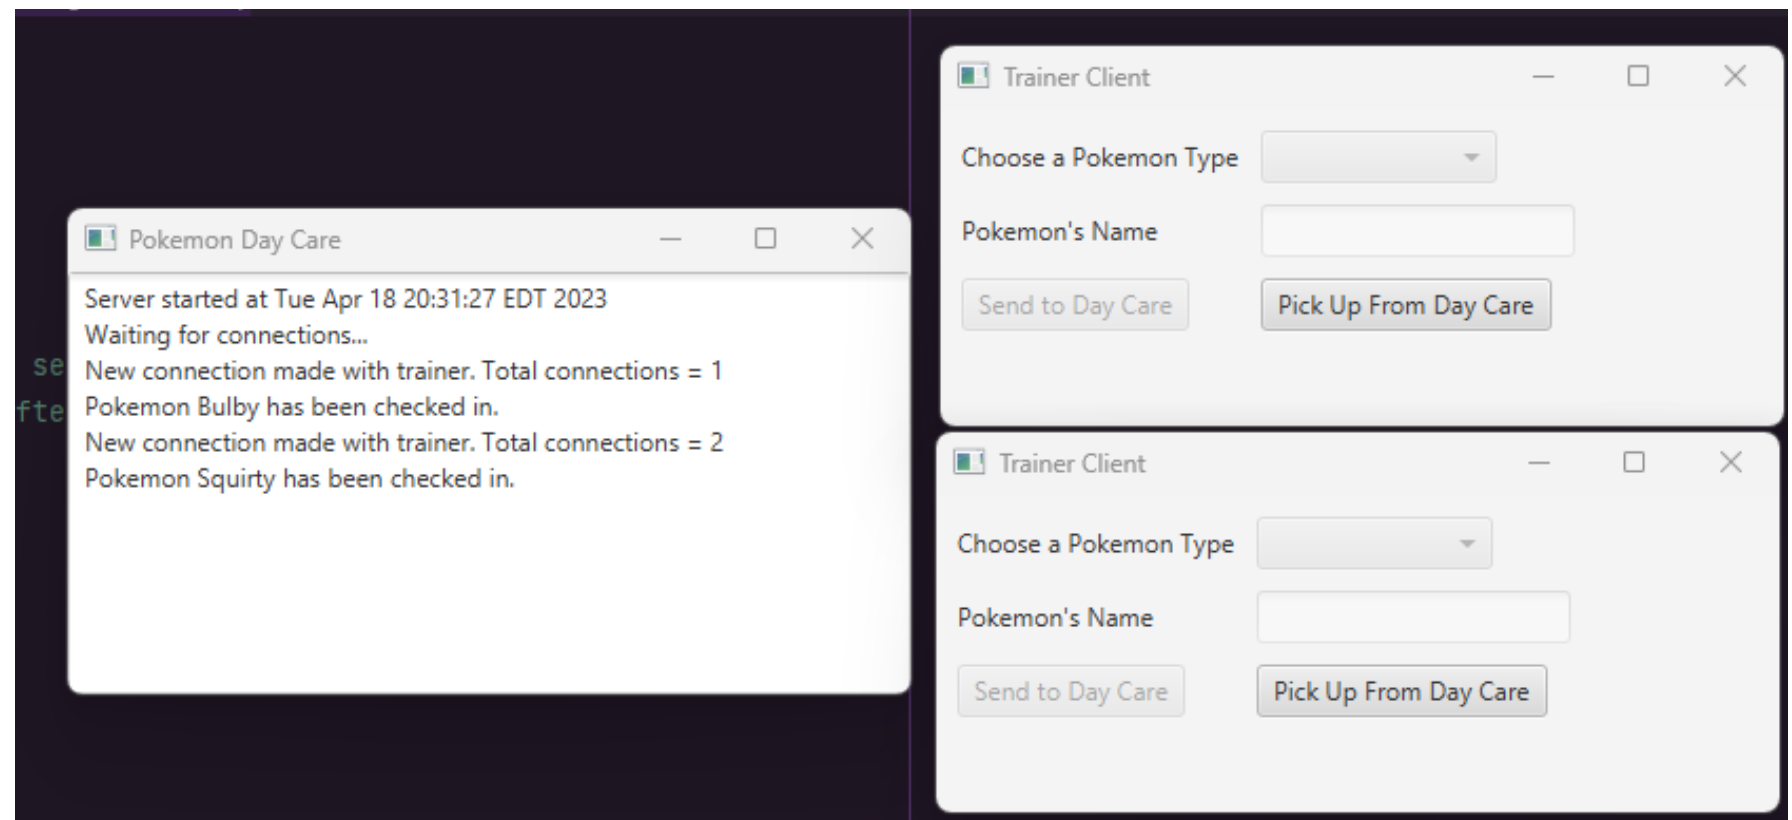 Pokemon Day Care
Server started at Tue Apr 18 20:31:27 EDT 2023
Waiting for connections...
New connection made with trainer. Total connections = 1
Pokemon Bulby has been checked in.
New connection made with trainer. Total connections = 2
Pokemon Squirty has been checked in.
se
fte
Trainer Client
Choose a Pokemon Type
Pokemon's Name
Send to Day Care Pick Up From Day Care
Trainer Client
Choose a Pokemon Type
Pokemon's Name
Send to Day Care Pick Up From Day Care